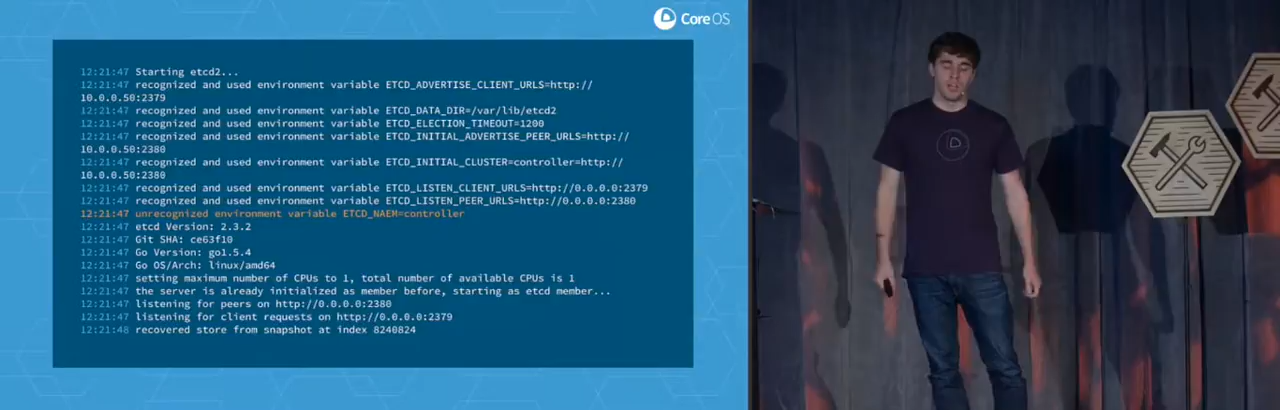 Core OS
12:21:47 Starting etcd2...
12:21:47 recognized and used environment variable ETCD_ADVERTISE_CLIENT_URLS=http://
10.0.0.50:2379
12:21:47 recognized and used environment variable ETCD_DATA_DIR=/var/lib/etcd2
12:21:47 recognized and used environment variable ETCD_ELECTION_TIMEOUT=1200
12:21:47 recognized and used environment variable ETCD_INITIAL_ADVERTISE_PEER_URLS=http://
10.0.0.50:2380
12:21:47 recognized and used environment variable ETCD_INITIAL_CLUSTER=controller=http://
10.0.0.50:2380
12:21:47 recognized and used environment variable ETCD_LISTEN_CLIENT_URLS=http://0.0.0.0:2379
12:21:47 recognized and used environment variable ETCD_LISTEN_PEER_URLS=http://0.0.0.0:2380
12:21:47 unrecognized environment variable ETCD_NAEM=controller
12:21:47 etcd Version: 2.3.2
12:21:47 Git SHA: ce63f10
12:21:47 Go Version: go1.5.4
12:21:47 Go OS/Arch: linux/amd64
12:21:47 setting maximum number of CPUs to 1, total number of available CPUs is 1
12:21:47 the server is already initialized as member before, starting as etcd member...
12:21:47 listening for peers on http://0.0.0.0:2380
12:21:47 listening for client requests on http://0.0.0.0:2379
12:21:48 recovered store from snapshot at index 8240824